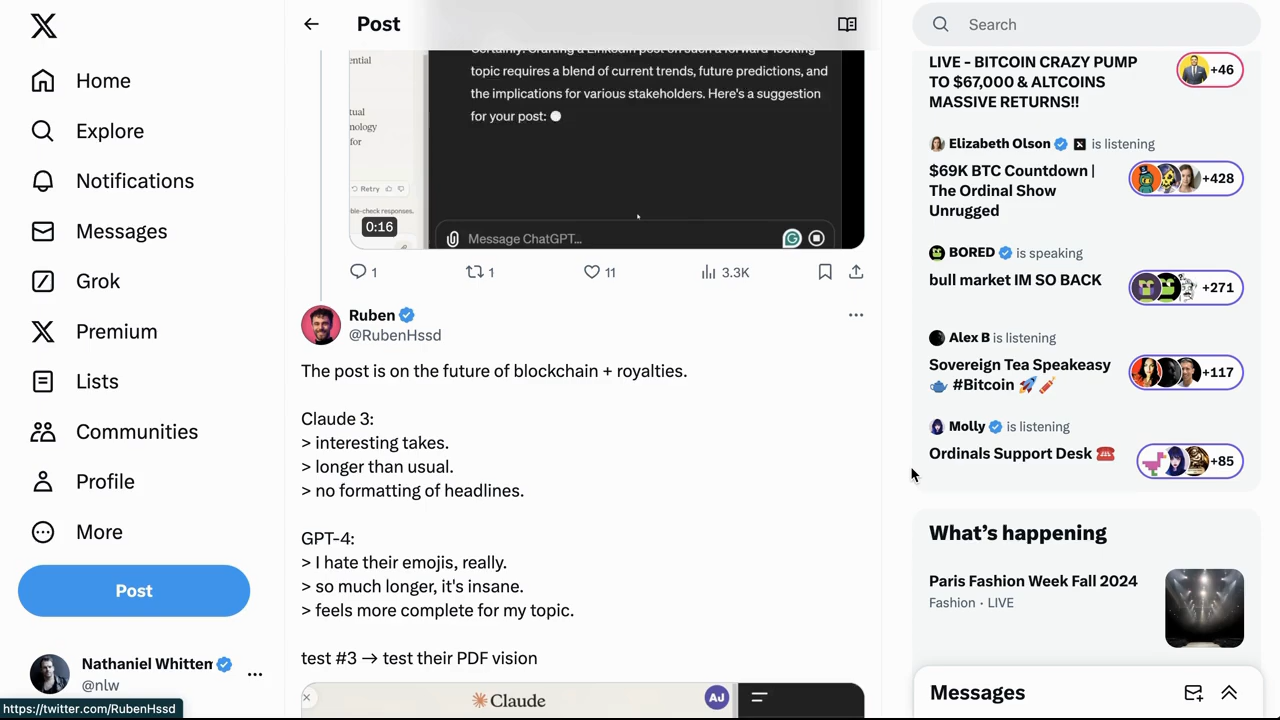 Home
Explore
Notifications
Messages
Grok
Premium
Lists
Communities
Profile
More
Post
Nathaniel Whittem
@nlw
https://twitter.com/RubenHssd
Post
ential
tual
nology
for
Retry
ble-check responses.
0:16
Certainly! Crafting a LinkedIn post on such a forward-looking
topic requires a blend of current trends, future predictions, and
the implications for various stakeholders. Here's a suggestion
for your post:
Message ChatGPT...
1
1
11
3.3K
Ruben
@RubenHssd
The post is on the future of blockchain + royalties.
Claude 3:
> interesting takes.
> longer than usual.
> no formatting of headlines.
GPT-4:
> I hate their emojis, really.
> so much longer, it's insane.
> feels more complete for my topic.
test #3 → test their PDF vision
Claude
AJ
Search
LIVE - BITCOIN CRAZY PUMP
TO $67,000 & ALTCOINS
MASSIVE RETURNS!!
+46
Elizabeth Olson is listening
$69K BTC Countdown |
The Ordinal Show
Unrugged
+428
BORED is speaking
bull market IM SO BACK
+271
Alex B is listening
Sovereign Tea Speakeasy
🫖 #Bitcoin 🚀🧨
+117
Molly is listening
Ordinals Support Desk ☎️
+85
What's happening
Paris Fashion Week Fall 2024
Fashion · LIVE
Messages